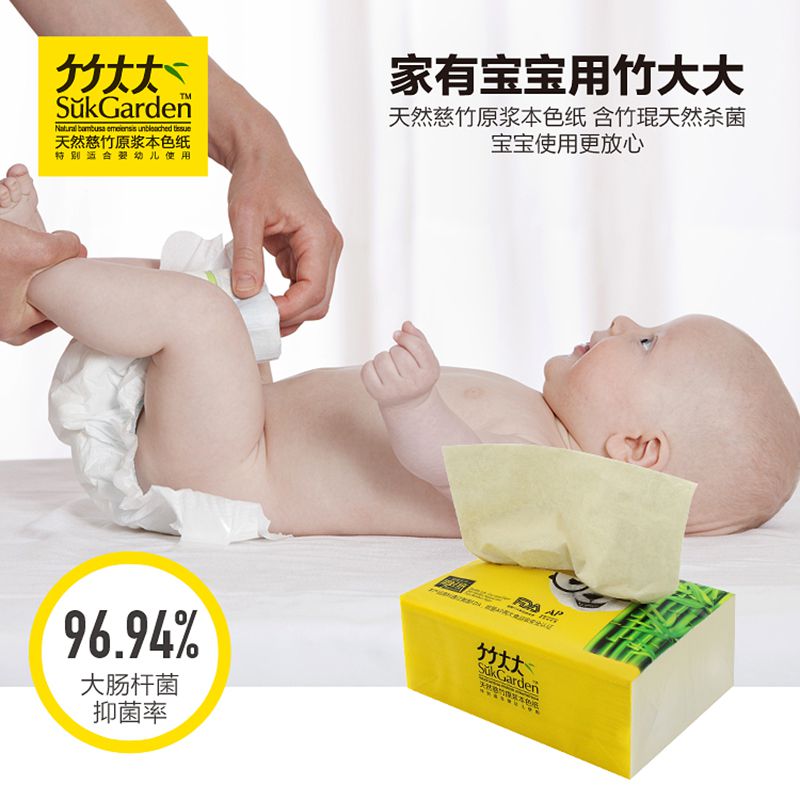 竹大大
SŭkGarden™
Natural bambusa emeiensis unbleached tissue
天然慈竹原浆本色纸
特别适合婴幼儿使用
家有宝宝用竹大大
天然慈竹原浆本色纸 含竹琨天然杀菌
宝宝使用更放心
96.94%
大肠杆菌
抑菌率
FDA AP
竹大大
SŭkGarden
天然慈竹原浆本色纸